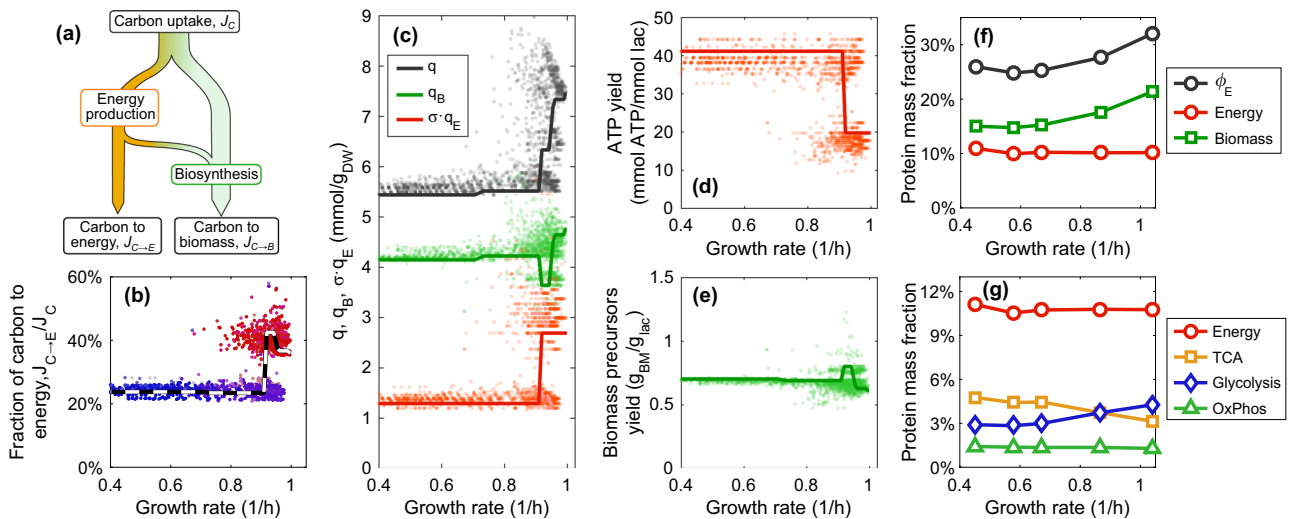 (a)
Carbon uptake, J_C
Energy
production
Biosynthesis
Carbon to
energy, J_{C→E}
Carbon to
biomass, J_{C→B}
(b)
Fraction of carbon to
energy, J_{C→E}/J_C
60%
40%
20%
0%
0.4
0.6
0.8
1
Growth rate (1/h)
(c)
q
q_B
σ·q_E
q, q_B, σ·q_E (mmol/g_DW)
9
8
7
6
5
4
3
2
1
0.4
0.6
0.8
1
Growth rate (1/h)
(d)
ATP yield
(mmol ATP/mmol lac)
60
50
40
30
20
10
0
0.4
0.6
0.8
1
Growth rate (1/h)
(e)
Biomass precursors
yield (g_BM/g_lac)
1.5
1
0.5
0
0.4
0.6
0.8
1
Growth rate (1/h)
(f)
Protein mass fraction
30%
20%
10%
0%
0.4
0.6
0.8
1
Growth rate (1/h)
ϕ_E
Energy
Biomass
(g)
Protein mass fraction
12%
9%
6%
3%
0%
0.4
0.6
0.8
1
Growth rate (1/h)
Energy
TCA
Glycolysis
OxPhos